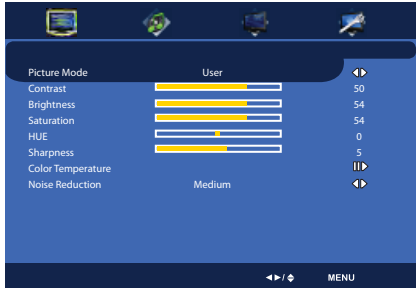 Picture Mode User
Contrast 50
Brightness 54
Saturation 54
HUE 0
Sharpness 5
Color Temperature
Noise Reduction Medium
◄►/♦ MENU